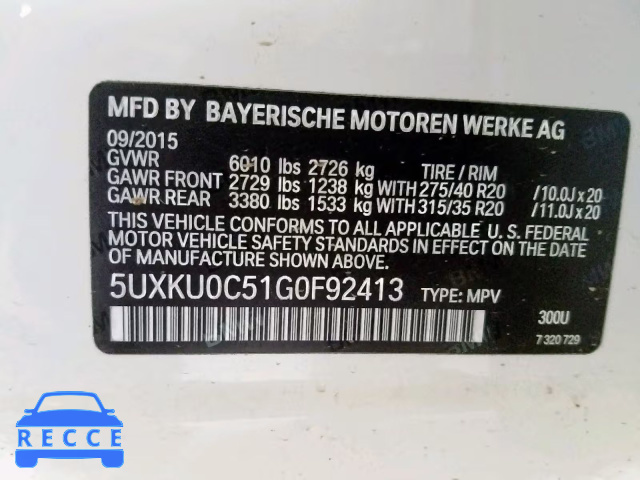 MFD BY BAYERISCHE MOTOREN WERKE AG
09/2015
GVWR 6010 lbs 2726 kg TIRE / RIM
GAWR FRONT 2729 lbs 1238 kg WITH 275/40 R20 /10.0J x 20
GAWR REAR 3380 lbs 1533 kg WITH 315/35 R20 /11.0J x 20
THIS VEHICLE CONFORMS TO ALL APPLICABLE U. S. FEDERAL
MOTOR VEHICLE SAFETY STANDARDS IN EFFECT ON THE DATE
OF MANUFACTURE SHOWN ABOVE.
5UXKU0C51G0F92413 TYPE: MPV
300U
7 320 729
RECCE